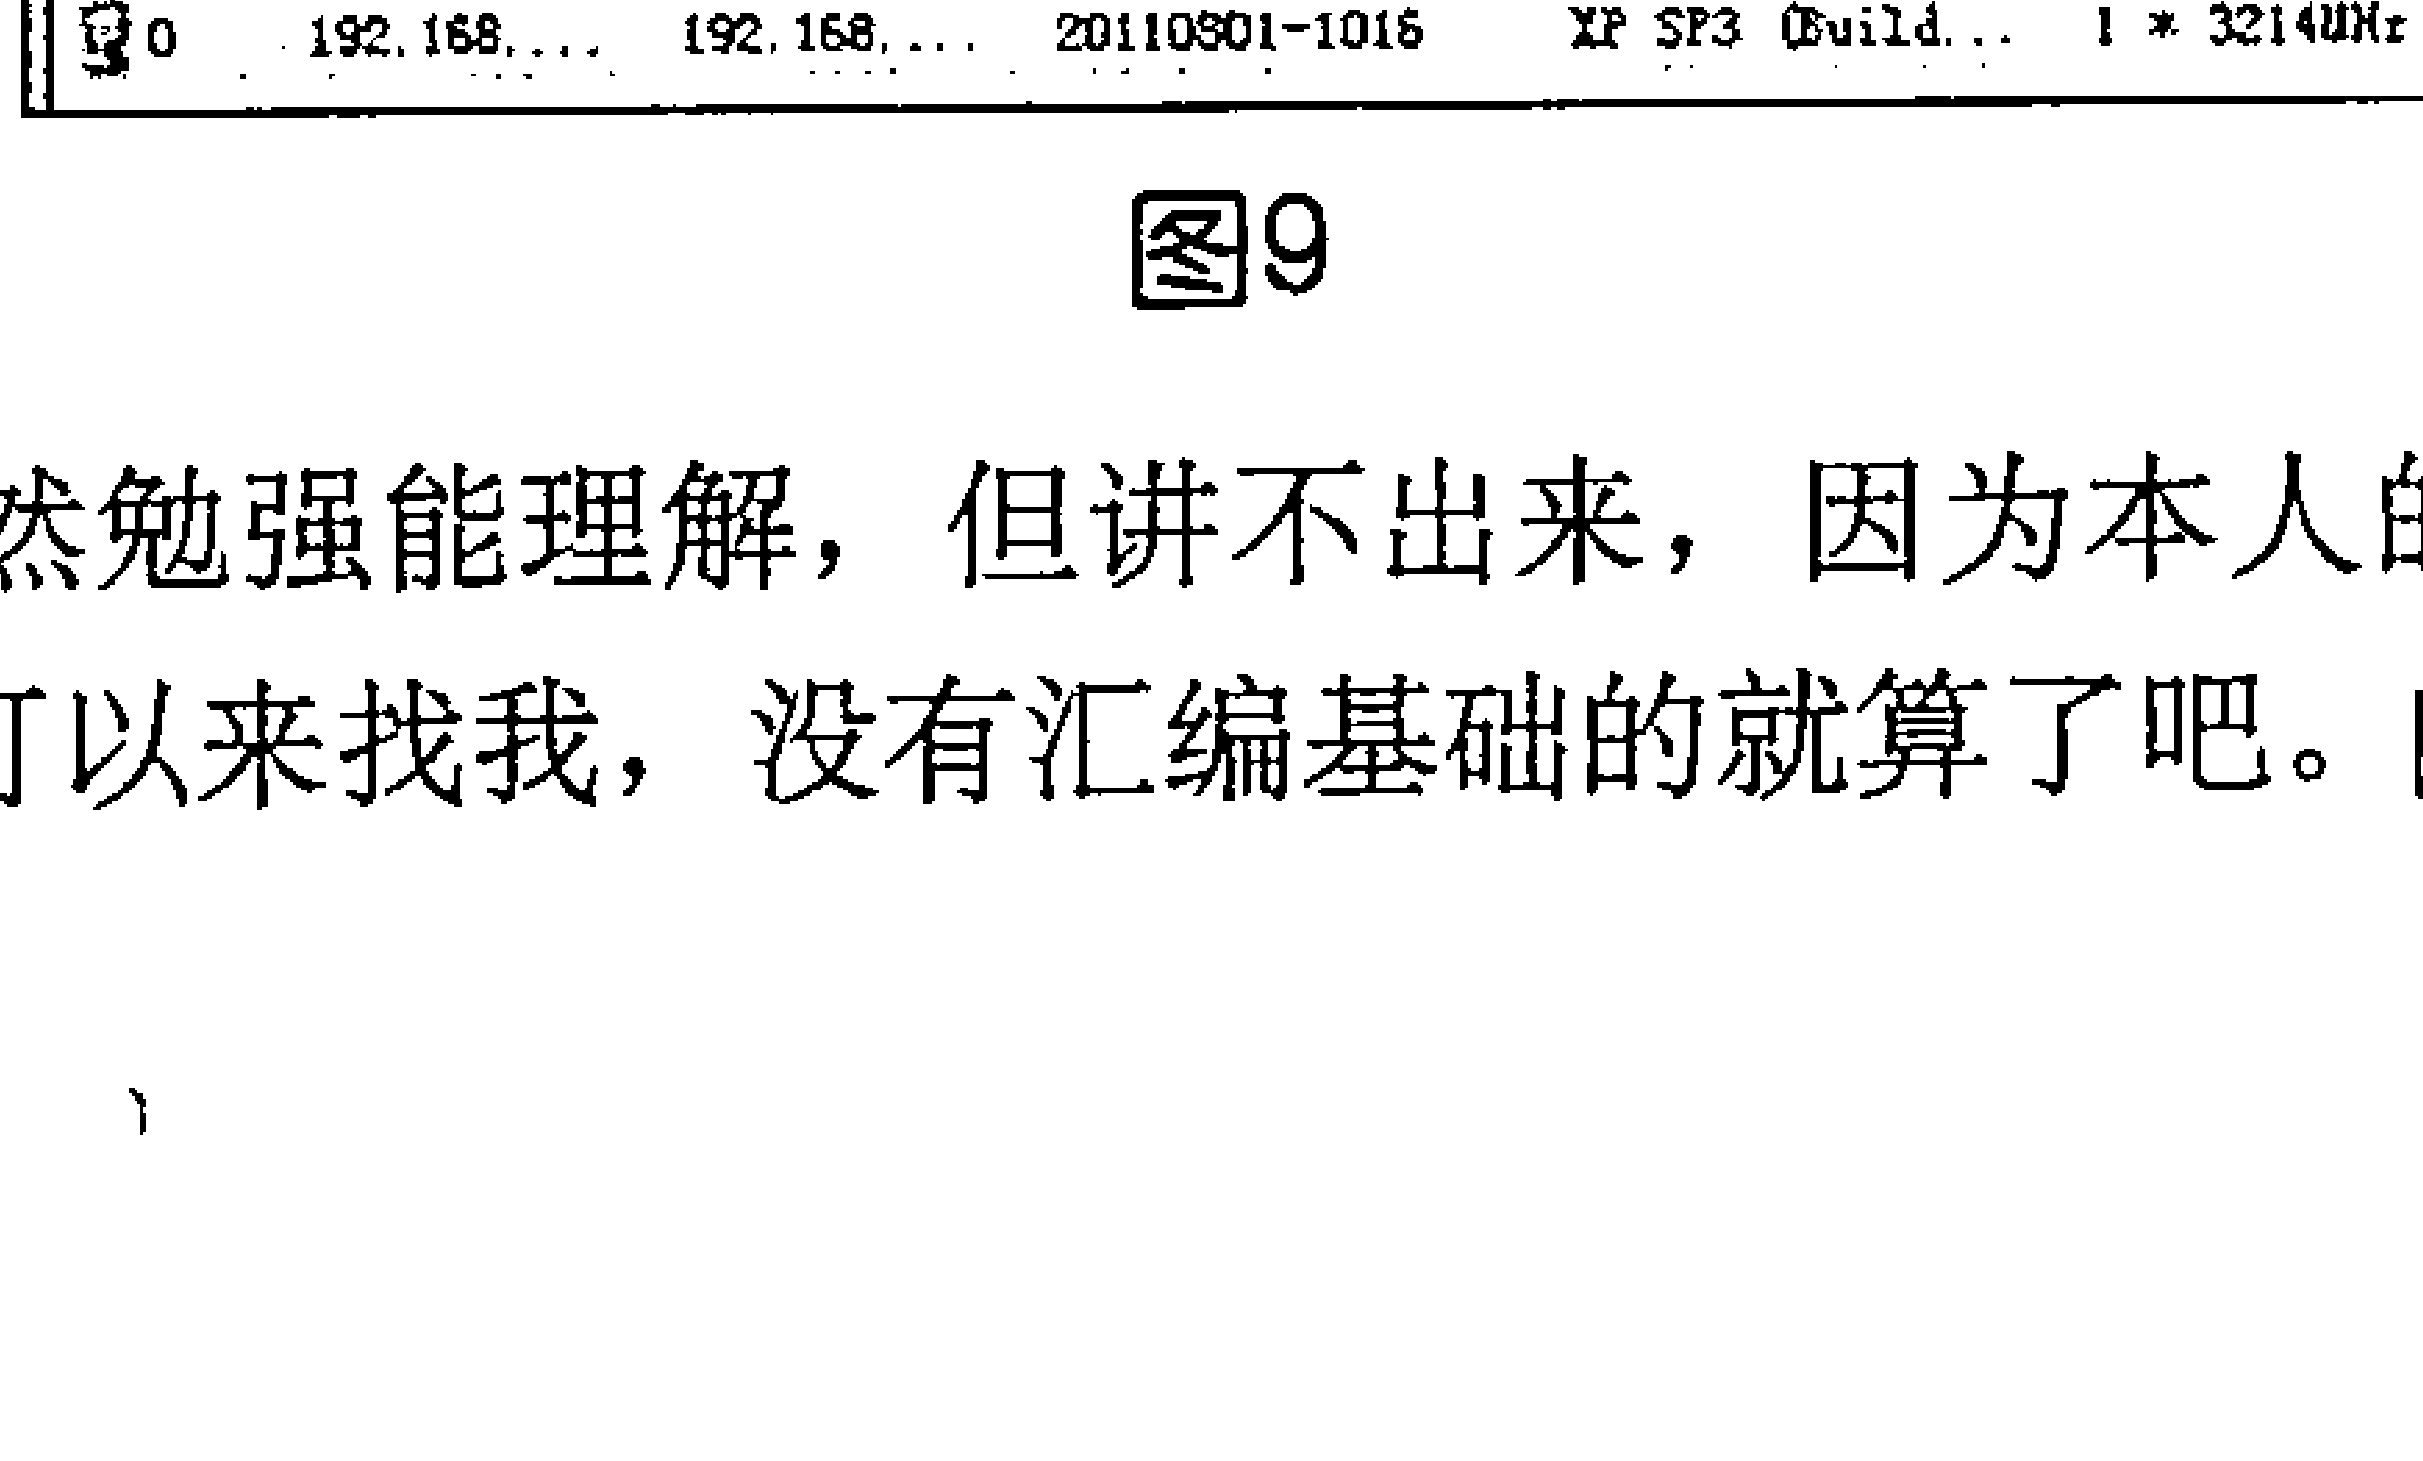 0 192.168.... 192.168.... 20110801-1016 XP SP3 (Build... 1 * 3214MHz
图9
然勉强能理解，但讲不出来，因为本人的
可以来找我，没有汇编基础的就算了吧。